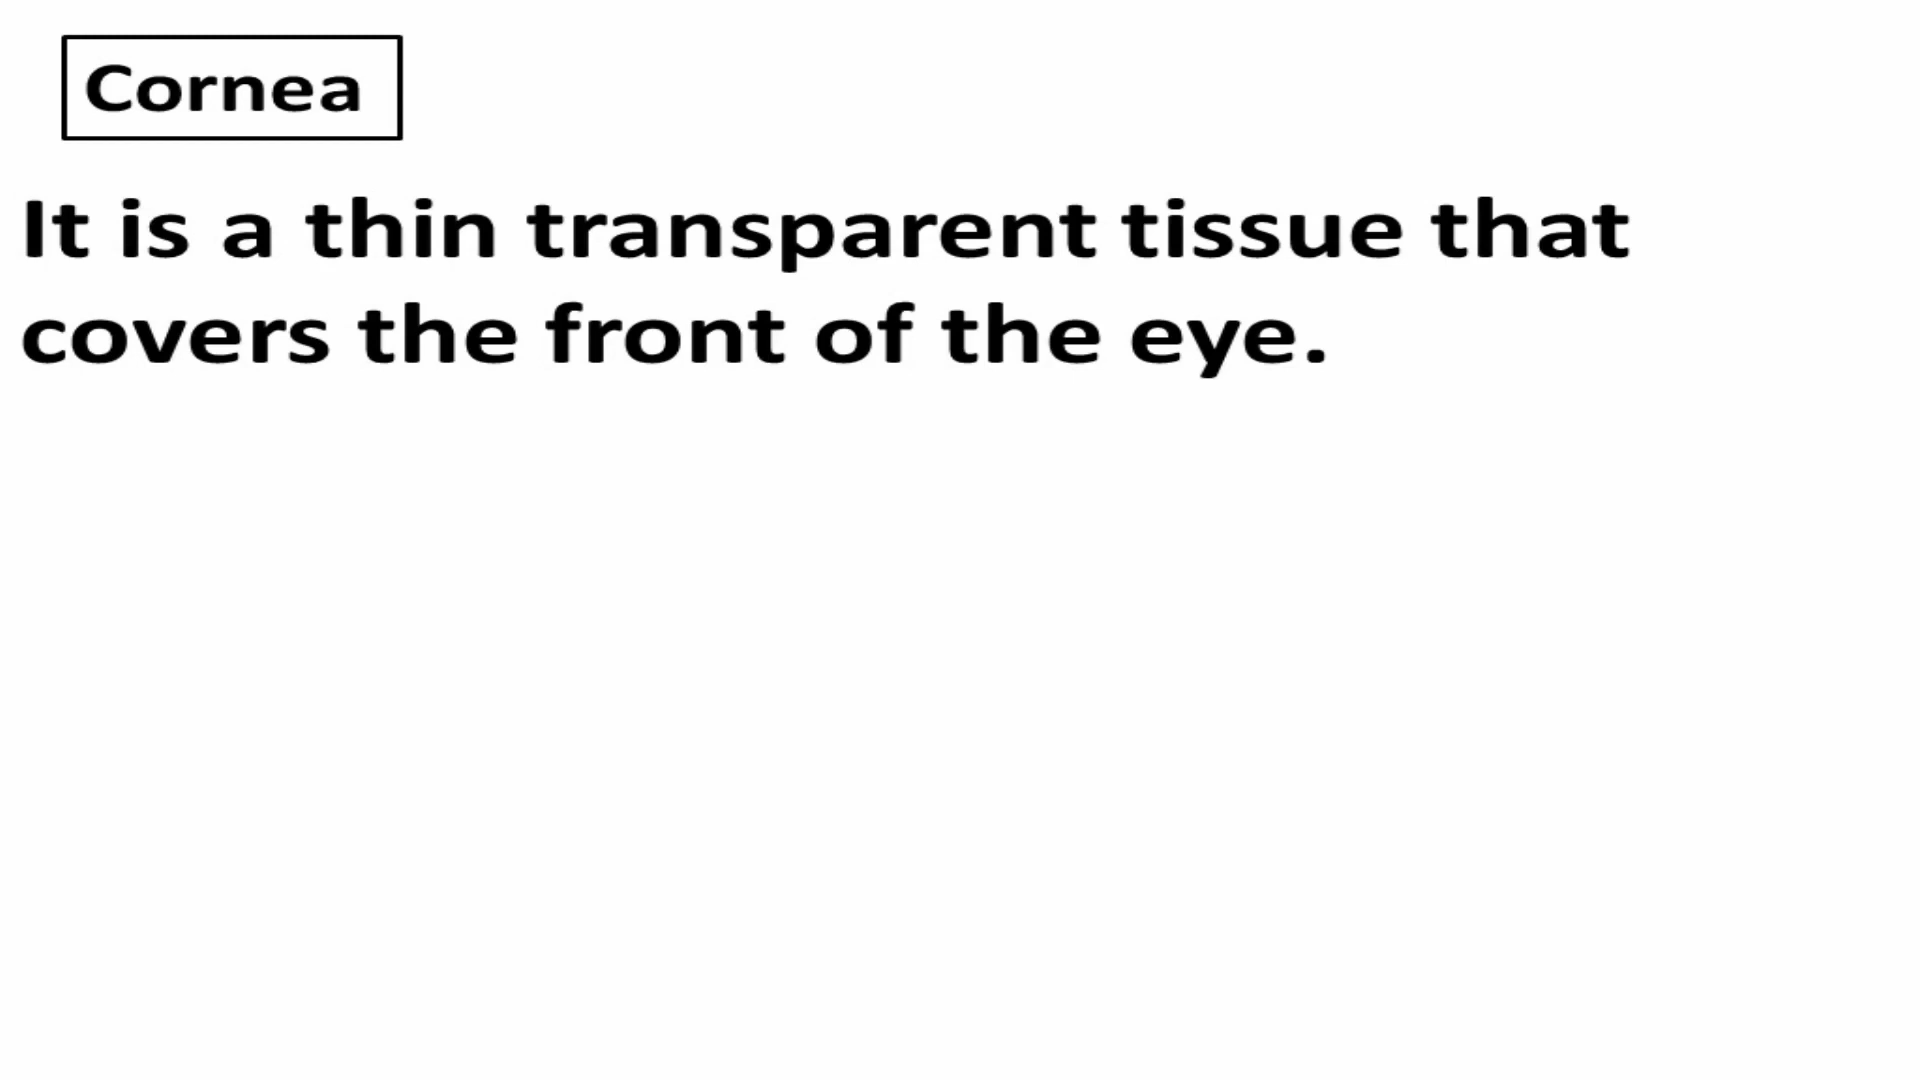 Cornea
It is a thin transparent tissue that
covers the front of the eye.